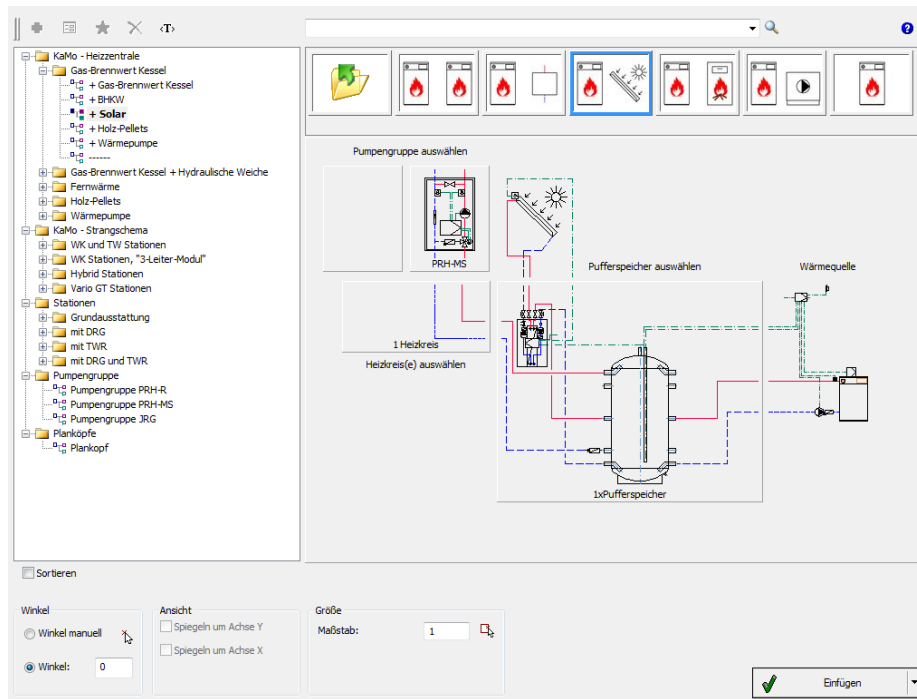 ‹T›
?
KaMo - Heizzentrale
Gas-Brennwert Kessel
+ Gas-Brennwert Kessel
+ BHKW
+ Solar
+ Holz-Pellets
+ Wärmepumpe
------
Gas-Brennwert Kessel + Hydraulische Weiche
Fernwärme
Holz-Pellets
Wärmepumpe
KaMo - Strangschema
WK und TW Stationen
WK Stationen, "3-Leiter-Modul"
Hybrid Stationen
Vario GT Stationen
Stationen
Grundausstattung
mit DRG
mit TWR
mit DRG und TWR
Pumpengruppe
Pumpengruppe PRH-R
Pumpengruppe PRH-MS
Pumpengruppe JRG
Planköpfe
Plankopf
Pumpengruppe auswählen
PRH-MS
Pufferspeicher auswählen
Wärmequelle
1 Heizkreis
Heizkreis(e) auswählen
1xPufferspeicher
Sortieren
Winkel
Winkel manuell
Winkel:
0
Ansicht
Spiegeln um Achse Y
Spiegeln um Achse X
Größe
Maßstab:
1
Einfügen